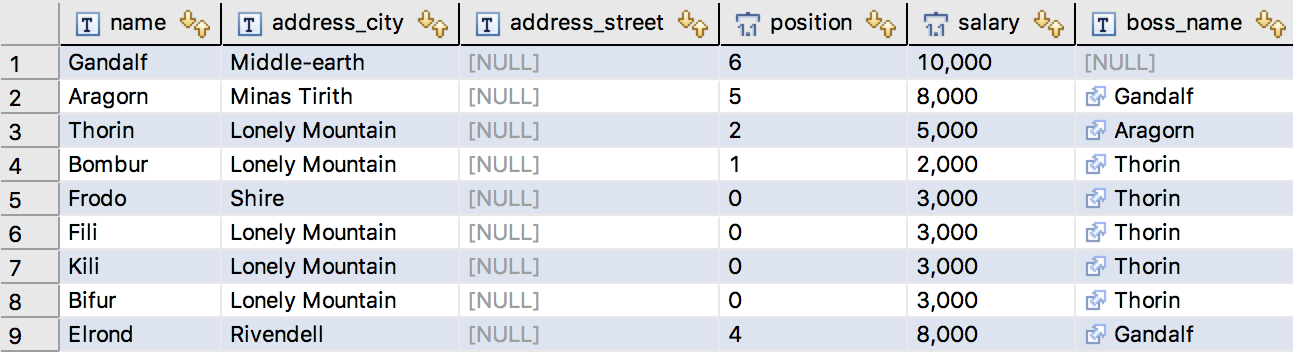 T name T address_city T address_street 1.1 position 1.1 salary T boss_name
1 Gandalf Middle-earth [NULL] 6 10,000 [NULL]
2 Aragorn Minas Tirith [NULL] 5 8,000 Gandalf
3 Thorin Lonely Mountain [NULL] 2 5,000 Aragorn
4 Bombur Lonely Mountain [NULL] 1 2,000 Thorin
5 Frodo Shire [NULL] 0 3,000 Thorin
6 Fili Lonely Mountain [NULL] 0 3,000 Thorin
7 Kili Lonely Mountain [NULL] 0 3,000 Thorin
8 Bifur Lonely Mountain [NULL] 0 3,000 Thorin
9 Elrond Rivendell [NULL] 4 8,000 Gandalf